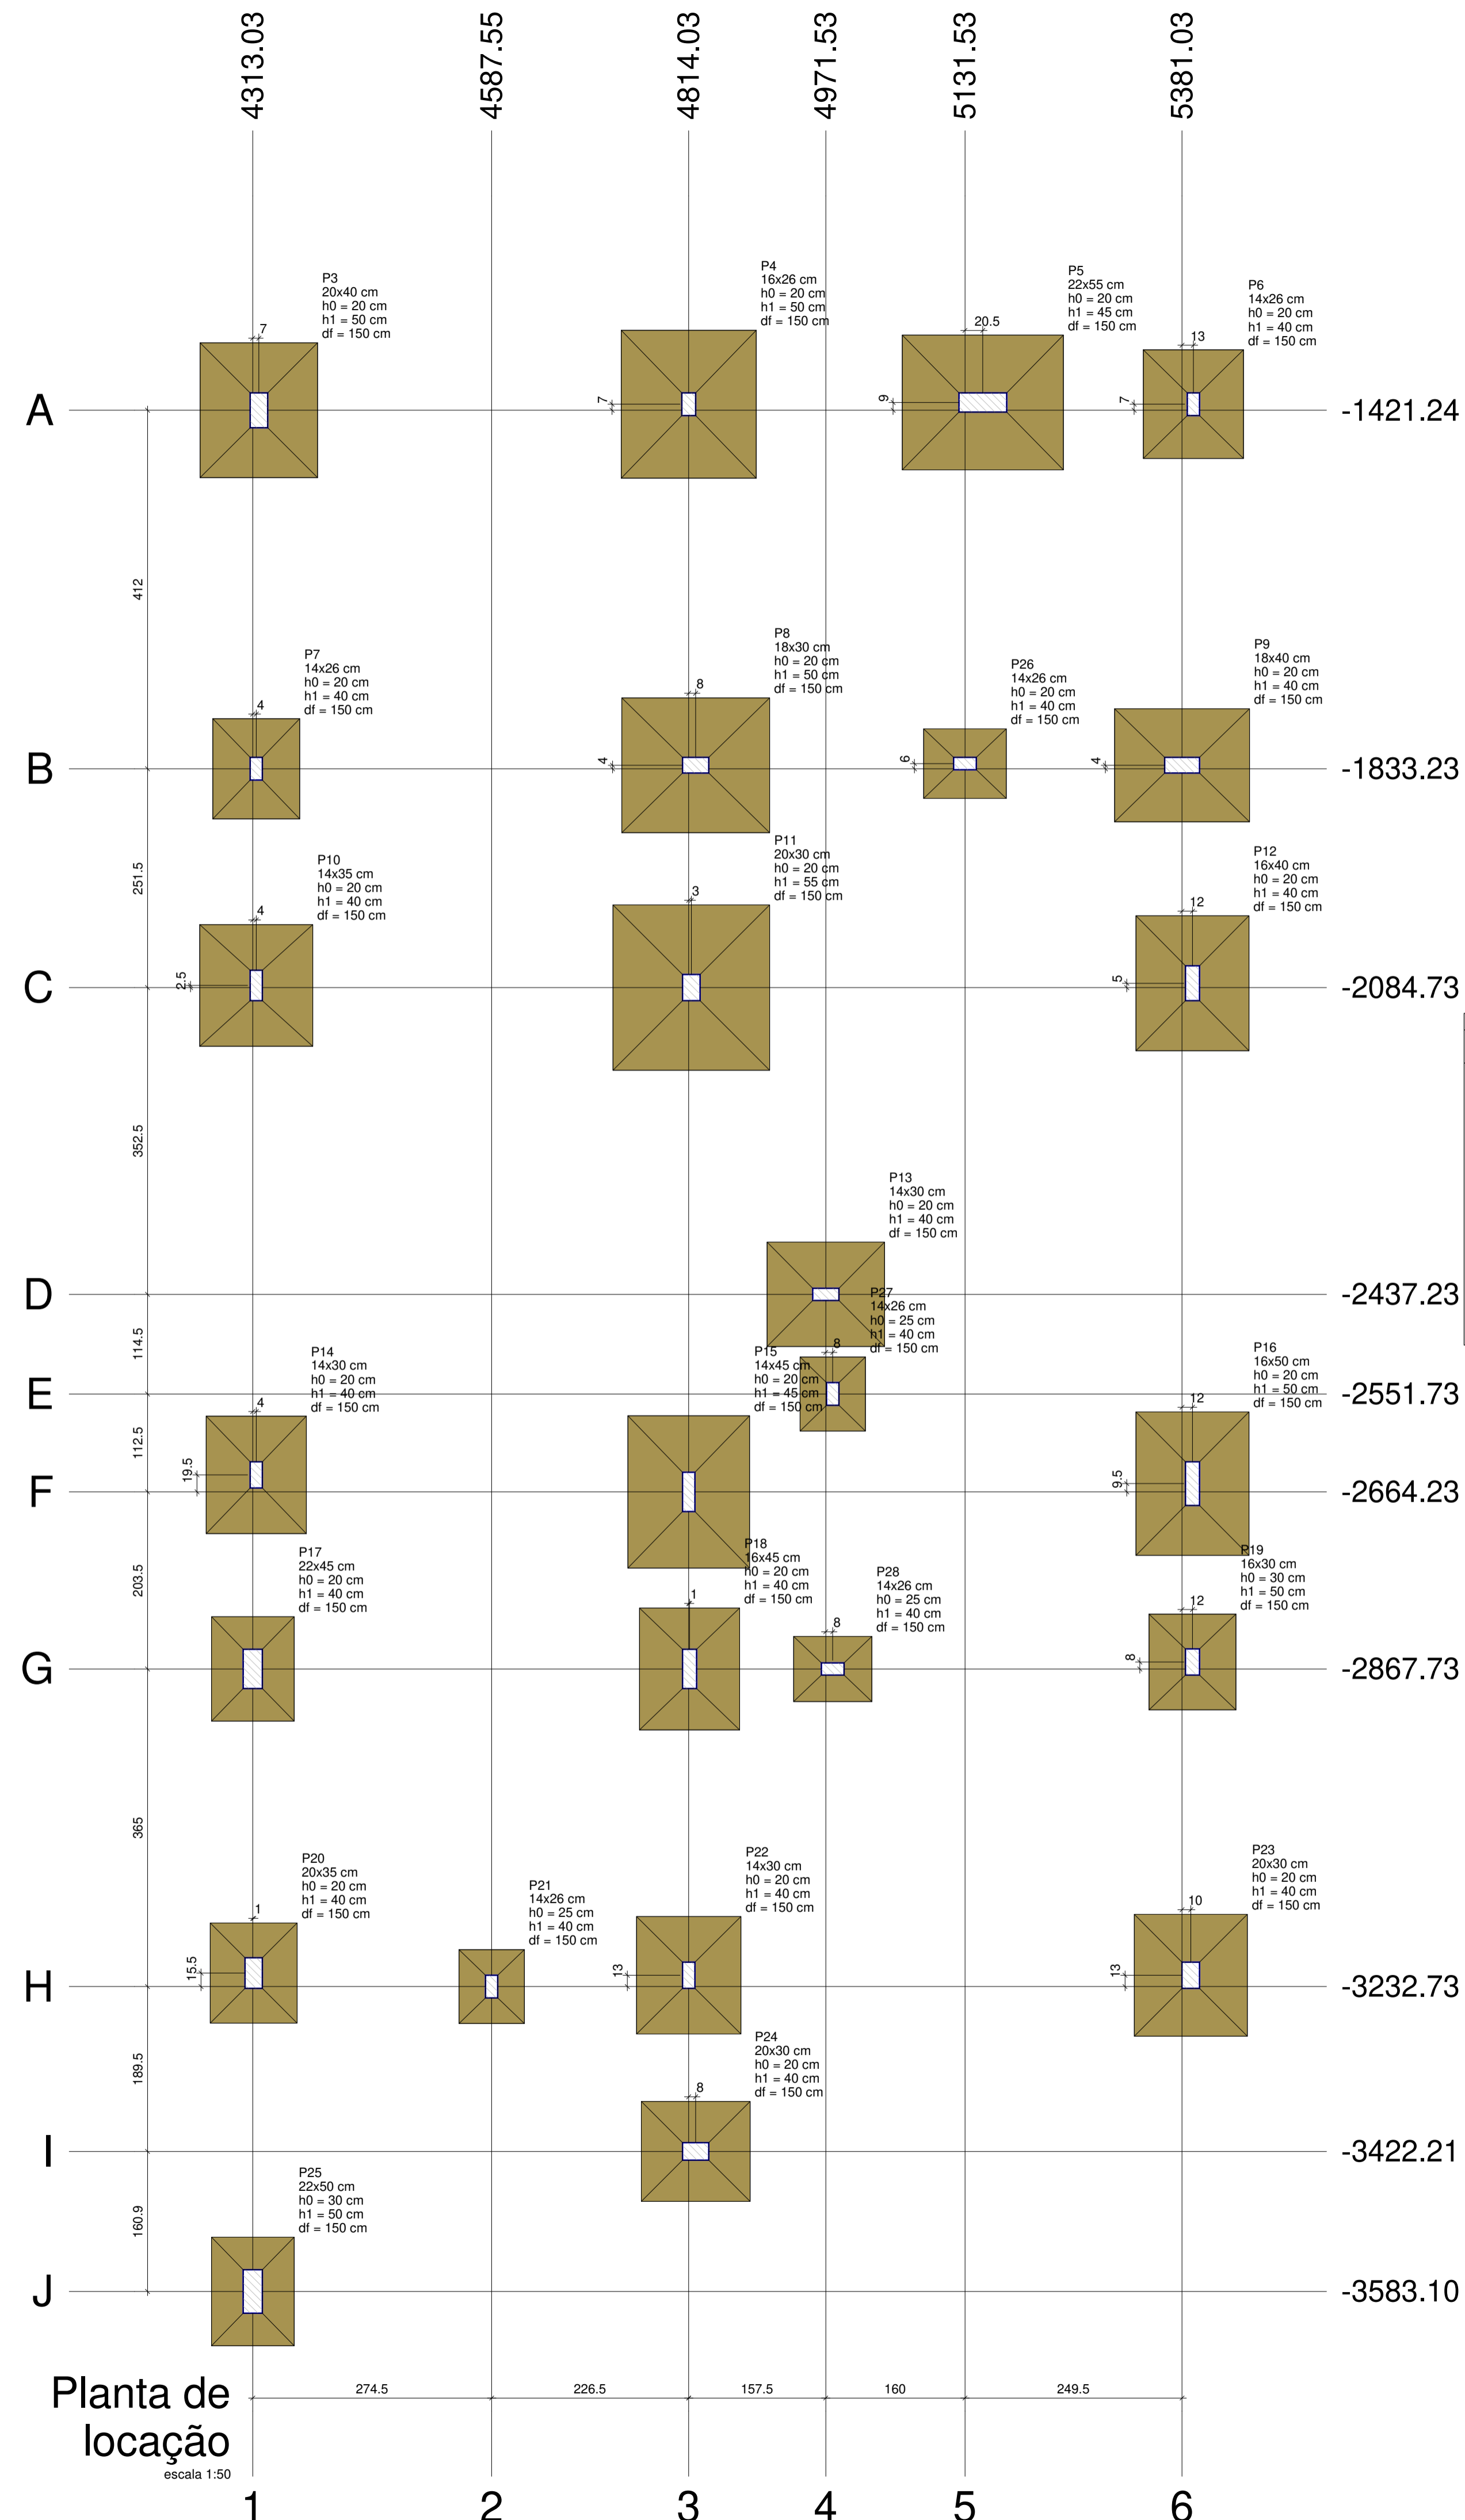 4313.03
4587.55
4814.03
4971.53
5131.53
5381.03
P3
20x40 cm
h0 = 20 cm
h1 = 50 cm
df = 150 cm
7
P4
16x26 cm
h0 = 20 cm
h1 = 50 cm
df = 150 cm
7
P5
22x55 cm
h0 = 20 cm
h1 = 45 cm
df = 150 cm
20.5
9
P6
14x26 cm
h0 = 20 cm
h1 = 40 cm
df = 150 cm
13
7
A
-1421.24
412
P7
14x26 cm
h0 = 20 cm
h1 = 40 cm
df = 150 cm
4
P8
18x30 cm
h0 = 20 cm
h1 = 50 cm
df = 150 cm
8
4
P26
14x26 cm
h0 = 20 cm
h1 = 40 cm
df = 150 cm
6
P9
18x40 cm
h0 = 20 cm
h1 = 40 cm
df = 150 cm
4
B
-1833.23
251.5
P10
14x35 cm
h0 = 20 cm
h1 = 40 cm
df = 150 cm
4
2.5
P11
20x30 cm
h0 = 20 cm
h1 = 55 cm
df = 150 cm
3
P12
16x40 cm
h0 = 20 cm
h1 = 40 cm
df = 150 cm
12
5
C
-2084.73
352.5
P13
14x30 cm
h0 = 20 cm
h1 = 40 cm
df = 150 cm
D
-2437.23
114.5
P27
14x26 cm
h0 = 25 cm
h1 = 40 cm
df = 150 cm
8
E
-2551.73
112.5
P14
14x30 cm
h0 = 20 cm
h1 = 40 cm
df = 150 cm
4
19.5
P15
14x45 cm
h0 = 20 cm
h1 = 45 cm
df = 150 cm
P16
16x50 cm
h0 = 20 cm
h1 = 50 cm
df = 150 cm
12
9.5
F
-2664.23
203.5
P17
22x45 cm
h0 = 20 cm
h1 = 40 cm
df = 150 cm
P18
16x45 cm
h0 = 20 cm
h1 = 40 cm
df = 150 cm
1
P28
14x26 cm
h0 = 25 cm
h1 = 40 cm
df = 150 cm
8
P19
16x30 cm
h0 = 30 cm
h1 = 50 cm
df = 150 cm
12
8
G
-2867.73
365
P20
20x35 cm
h0 = 20 cm
h1 = 40 cm
df = 150 cm
1
15.5
P21
14x26 cm
h0 = 25 cm
h1 = 40 cm
df = 150 cm
P22
14x30 cm
h0 = 20 cm
h1 = 40 cm
df = 150 cm
13
P23
20x30 cm
h0 = 20 cm
h1 = 40 cm
df = 150 cm
10
13
H
-3232.73
189.5
P24
20x30 cm
h0 = 20 cm
h1 = 40 cm
df = 150 cm
8
I
-3422.21
160.9
P25
22x50 cm
h0 = 30 cm
h1 = 50 cm
df = 150 cm
J
-3583.10
274.5
226.5
157.5
160
249.5
Planta de
locação
escala 1:50
1
2
3
4
5
6